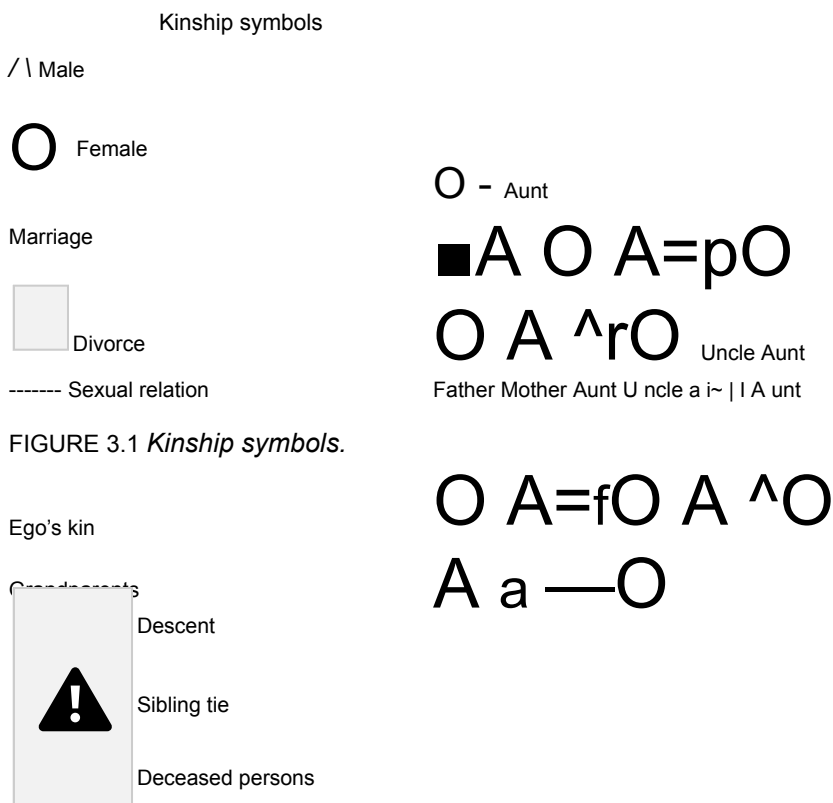 Kinship symbols
/ \ Male
O Female
Marriage
Divorce
------- Sexual relation
FIGURE 3.1 Kinship symbols.
Ego’s kin
Grandparents
Descent
Sibling tie
Deceased persons
O - Aunt
■A O A=pO
O A ^rO Uncle Aunt
Father Mother Aunt U ncle a i~ | I A unt
O A=fO A ^O
A a —O